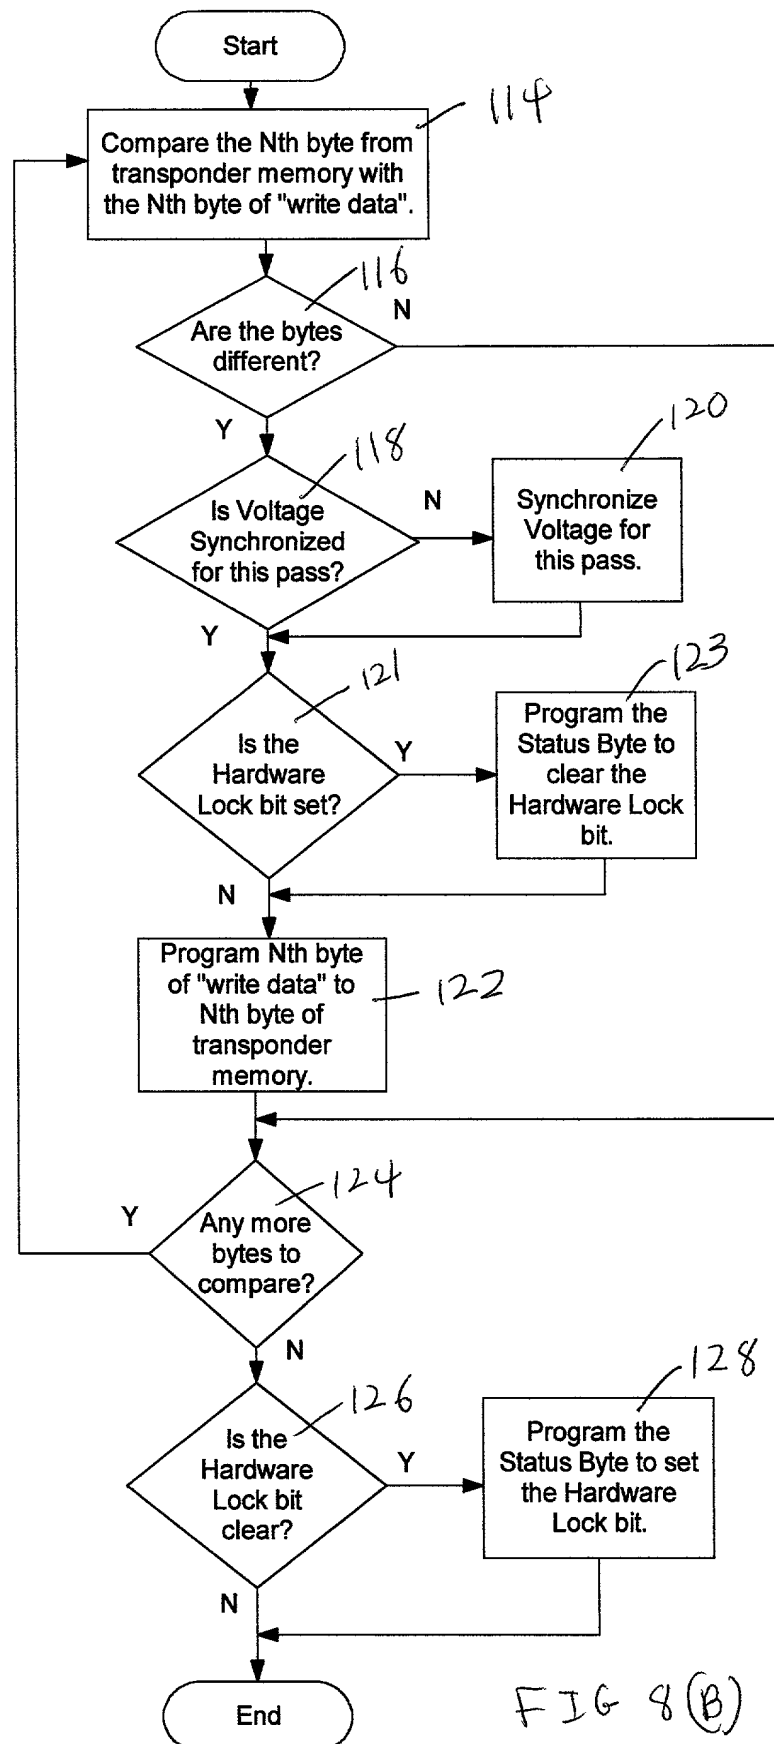 Start
114
Compare the Nth byte from
transponder memory with
the Nth byte of "write data".
116
N
Are the bytes
different?
Y
118
120
Is Voltage
Synchronized
for this pass?
N
Synchronize
Voltage for
this pass.
Y
121
123
Is the
Hardware
Lock bit set?
Y
Program the
Status Byte to
clear the
Hardware Lock
bit.
N
Program Nth byte
of "write data" to
Nth byte of
transponder
memory.
122
124
Y
Any more
bytes to
compare?
N
126
128
Is the
Hardware
Lock bit
clear?
Y
Program the
Status Byte to set
the Hardware
Lock bit.
N
End
FIG 8(B)